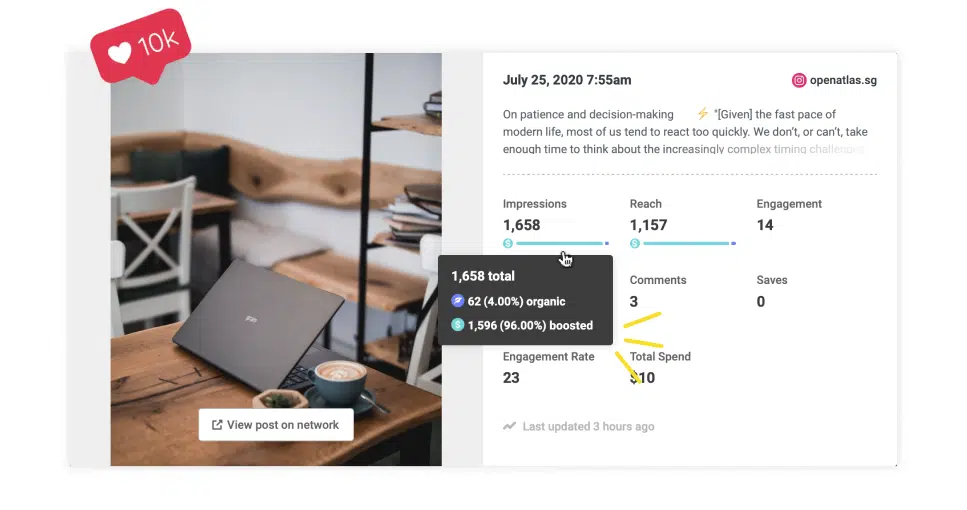 10k
July 25, 2020 7:55am
openatlas.sg
On patience and decision-making ⚡ "[Given] the fast pace of
modern life, most of us tend to react too quickly. We don't, or can't, take
enough time to think about the increasingly complex timing challenges
Impressions
1,658
Reach
1,157
Engagement
14
1,658 total
62 (4.00%) organic
1,596 (96.00%) boosted
Comments
3
Saves
0
Engagement Rate
23
Total Spend
$10
Last updated 3 hours ago
gram
View post on network